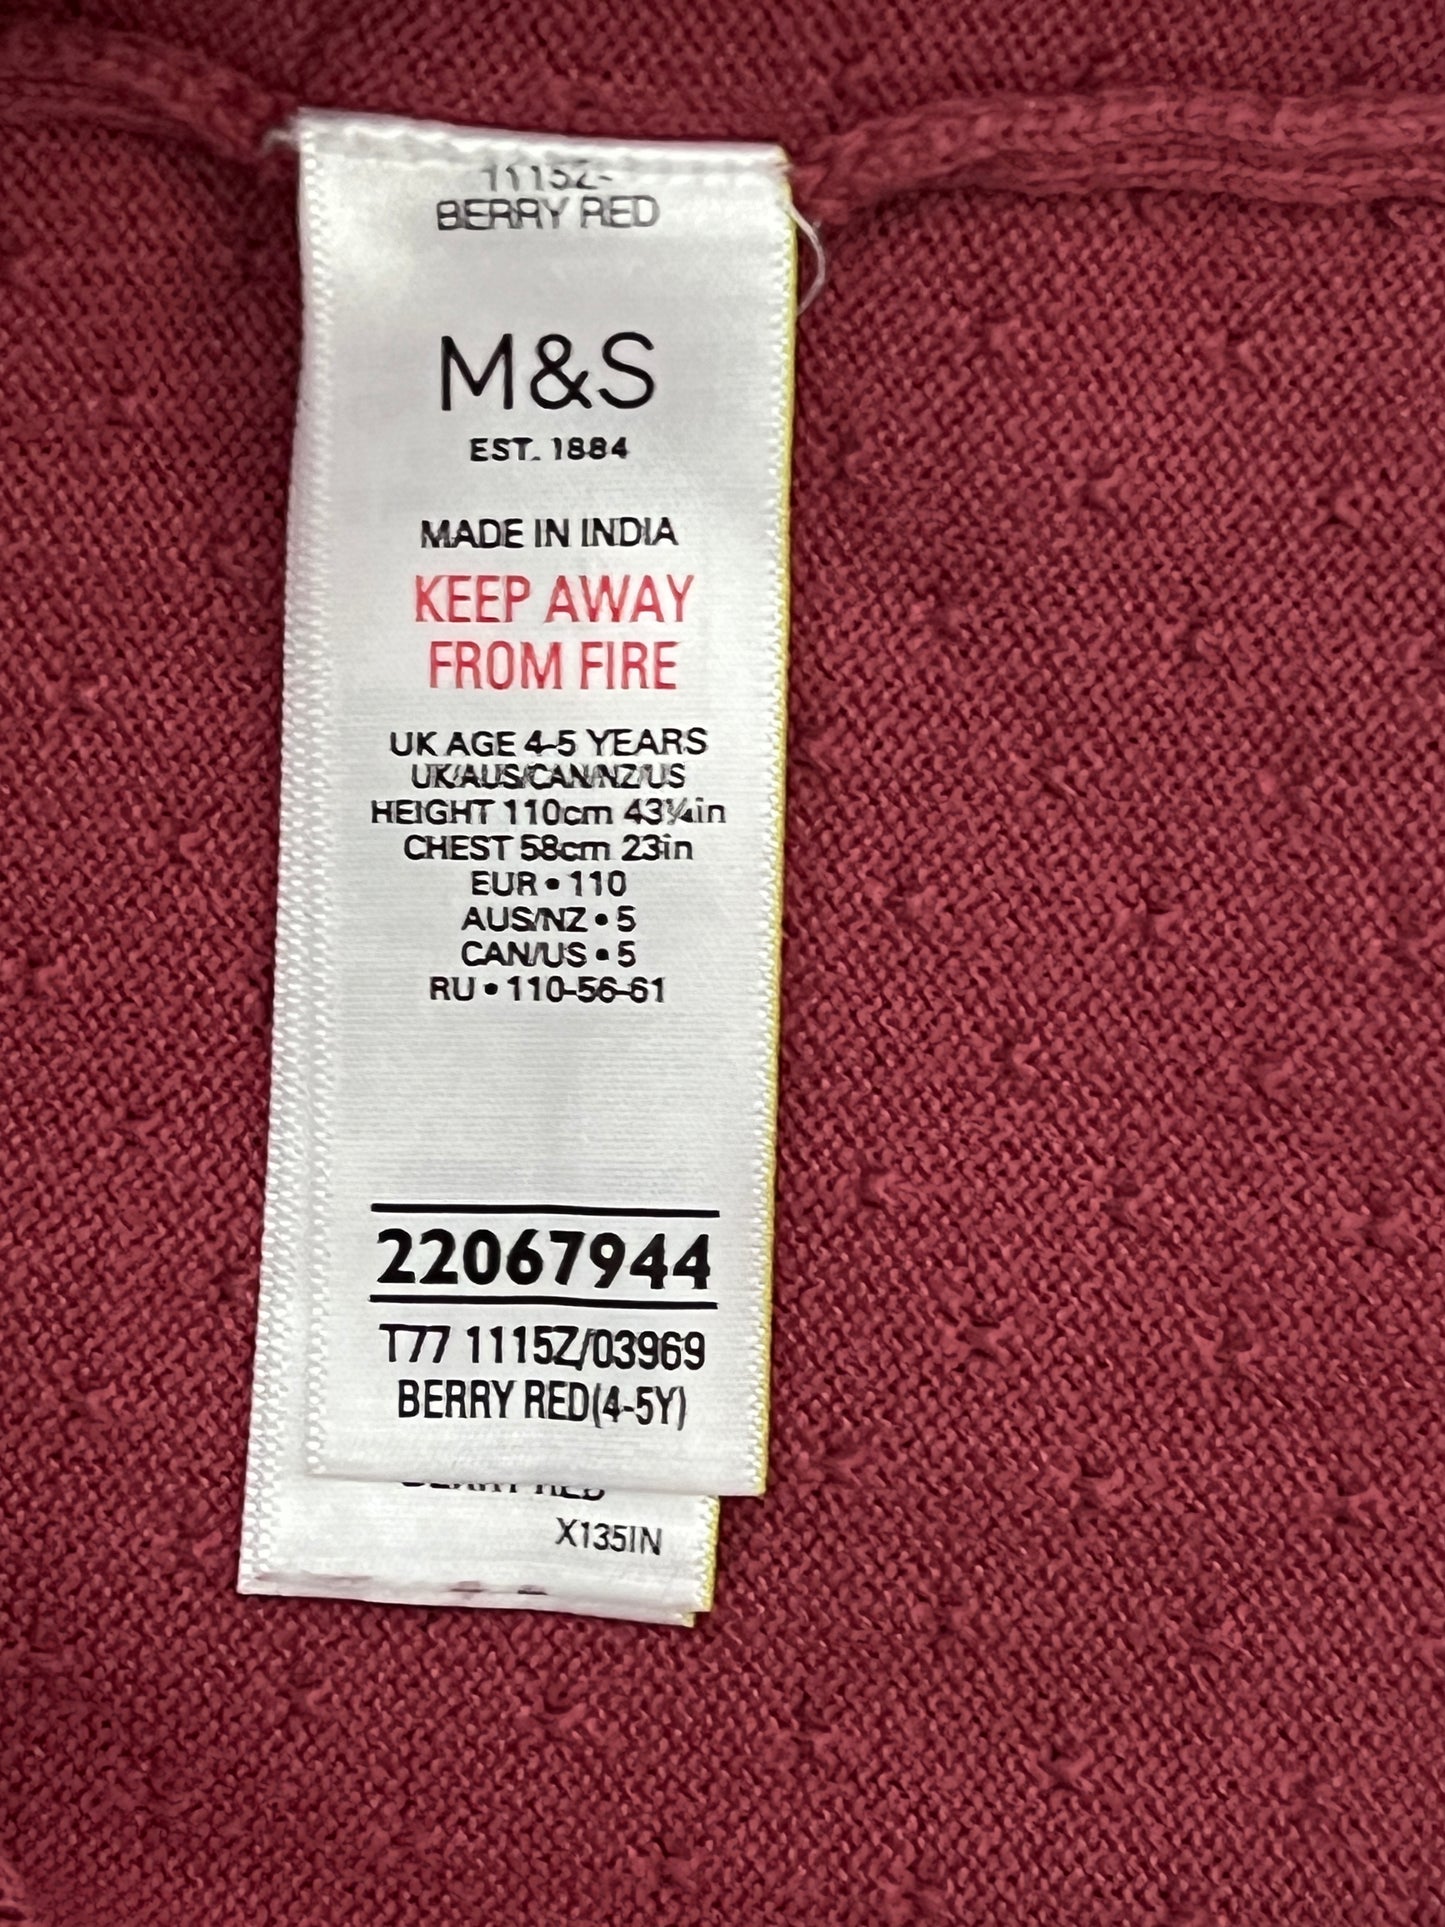 1115Z-
BERRY RED
M&S
EST. 1884
MADE IN INDIA
KEEP AWAY
FROM FIRE
UK AGE 4-5 YEARS
UK/AUS/CAN/NZ/US
HEIGHT 110cm 43¼in
CHEST 58cm 23in
EUR • 110
AUS/NZ • 5
CAN/US • 5
RU • 110-56-61
22067944
T77 1115Z/03969
BERRY RED(4-5Y)
BERRY RED
X135IN